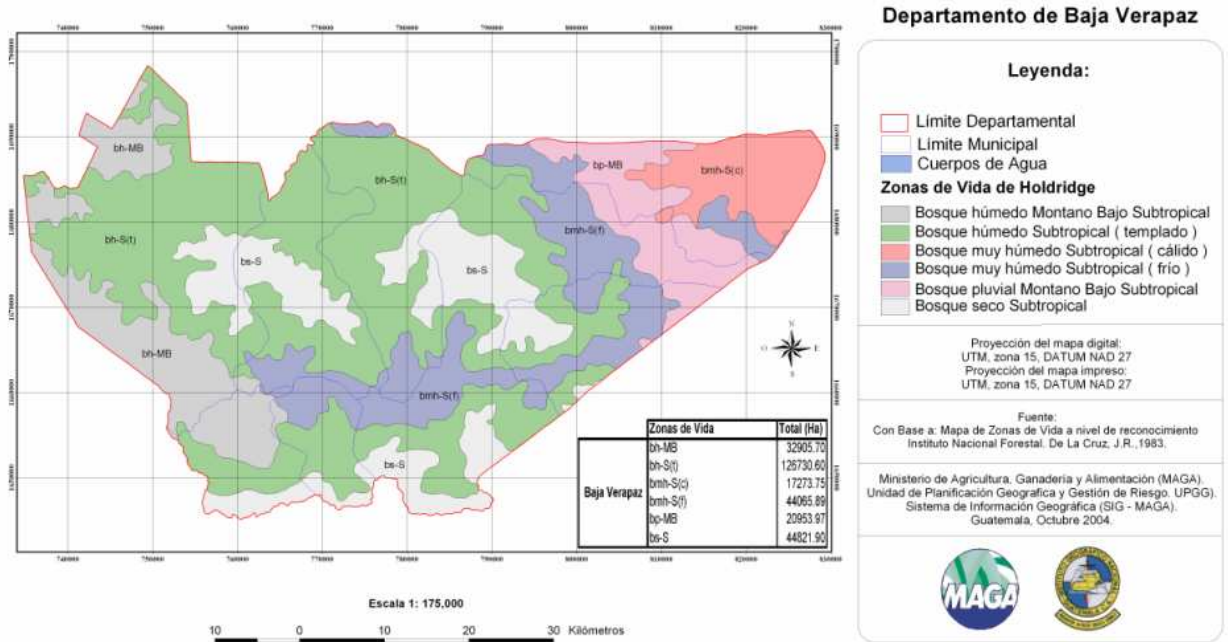 Departamento de Baja Verapaz
Leyenda:
Límite Departamental
Límite Municipal
Cuerpos de Agua
Zonas de Vida de Holdridge
Bosque húmedo Montano Bajo Subtropical
Bosque húmedo Subtropical ( templado )
Bosque muy húmedo Subtropical ( cálido )
Bosque muy húmedo Subtropical ( frío )
Bosque pluvial Montano Bajo Subtropical
Bosque seco Subtropical
Proyección del mapa digital:
UTM, zona 15, DATUM NAD 27
Proyección del mapa impreso:
UTM, zona 15, DATUM NAD 27
Fuente:
Con Base a: Mapa de Zonas de Vida a nivel de reconocimiento
Instituto Nacional Forestal. De La Cruz, J.R.,1983.
Ministerio de Agricultura, Ganadería y Alimentación (MAGA).
Unidad de Planificación Geografica y Gestión de Riesgo. UPGG).
Sistema de Información Geográfica (SIG - MAGA).
Guatemala, Octubre 2004.
MAGA
bh-MB
bh-S(t)
bp-MB
bmh-S(c)
bh-S(t)
bmh-S(f)
bs-S
bs-S
bh-MB
bmh-S(f)
bs-S
N
O E
S
Zonas de Vida Total (Ha)
Baja Verapaz
bh-MB 32905.70
bh-S(t) 126730.60
bmh-S(c) 17273.75
bmh-S(f) 44065.89
bp-MB 20953.97
bs-S 44821.90
Escala 1: 175,000
10 0 10 20 30 Kilómetros